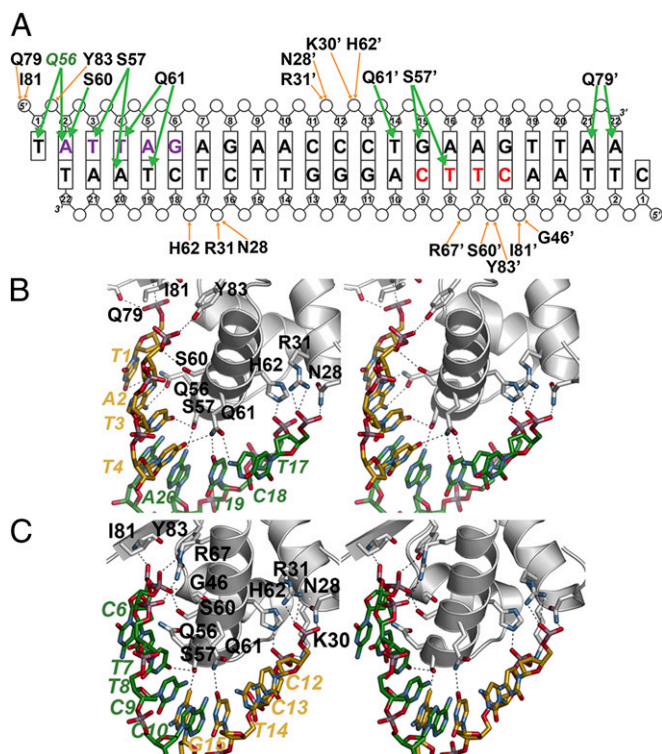 A
K30' H62'
Q79 Q56 Y83 S57 N28'
I81 S60 Q61 R31' Q61' S57' Q79'
5' 3'
1 2 3 4 5 6 7 8 9 10 11 12 13 14 15 16 17 18 19 20 21 22
T A T T A G A G A A C C C T G A A G T T A A
T A A T C T C T T G G G A C T T C A A T T C
22 21 20 19 18 17 16 15 14 13 12 11 10 9 8 7 6 5 4 3 2 1
3' 5'
H62 R31 N28 R67' S60' I81' G46'
Y83'
B
I81 Y83
Q79
R31
T1 S60 H62 N28
A2 Q56
S57 Q61
T3
T4 T17
A20 T19 C18
C
I81 Y83
R67
G46 H62 R31 N28
C6 S60
Q56 Q61 K30
T7 S57
T8 C12
C9 C13
C10 T14
G15